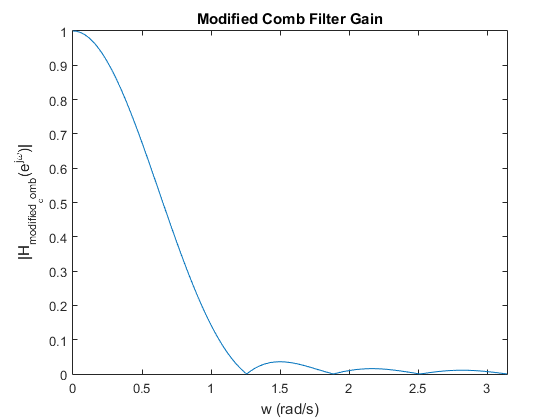 Modified Comb Filter Gain
|H_modified_comb(e^jω)|
1
0.9
0.8
0.7
0.6
0.5
0.4
0.3
0.2
0.1
0
0 0.5 1 1.5 2 2.5 3
w (rad/s)